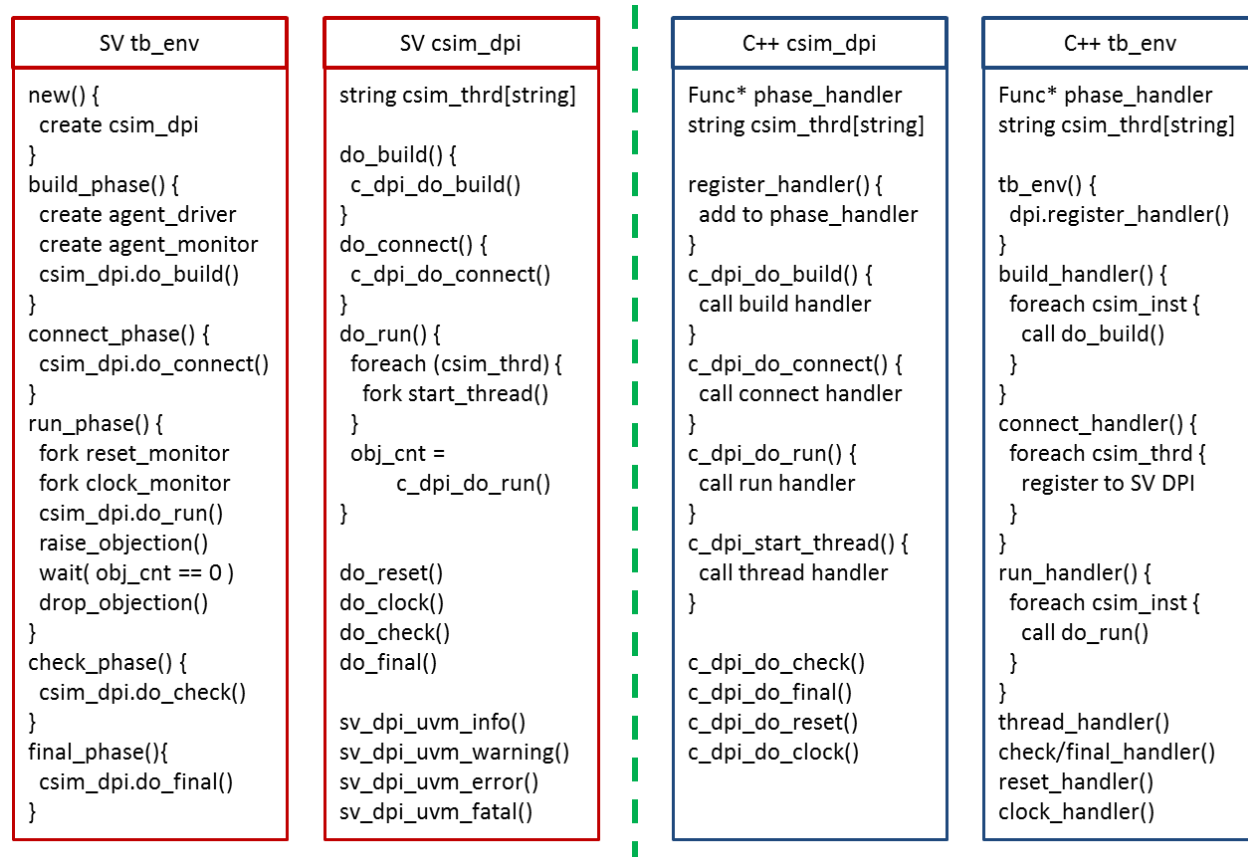 SV tb_env
new() {
create csim_dpi
}
build_phase() {
create agent_driver
create agent_monitor
csim_dpi.do_build()
}
connect_phase() {
csim_dpi.do_connect()
}
run_phase() {
fork reset_monitor
fork clock_monitor
csim_dpi.do_run()
raise_objection()
wait( obj_cnt == 0 )
drop_objection()
}
check_phase() {
csim_dpi.do_check()
}
final_phase(){
csim_dpi.do_final()
}
SV csim_dpi
string csim_thrd[string]
do_build() {
c_dpi_do_build()
}
do_connect() {
c_dpi_do_connect()
}
do_run() {
foreach (csim_thrd) {
fork start_thread()
}
obj_cnt =
c_dpi_do_run()
}
do_reset()
do_clock()
do_check()
do_final()
sv_dpi_uvm_info()
sv_dpi_uvm_warning()
sv_dpi_uvm_error()
sv_dpi_uvm_fatal()
C++ csim_dpi
Func* phase_handler
string csim_thrd[string]
register_handler() {
add to phase_handler
}
c_dpi_do_build() {
call build handler
}
c_dpi_do_connect() {
call connect handler
}
c_dpi_do_run() {
call run handler
}
c_dpi_start_thread() {
call thread handler
}
c_dpi_do_check()
c_dpi_do_final()
c_dpi_do_reset()
c_dpi_do_clock()
C++ tb_env
Func* phase_handler
string csim_thrd[string]
tb_env() {
dpi.register_handler()
}
build_handler() {
foreach csim_inst {
call do_build()
}
}
connect_handler() {
foreach csim_thrd {
register to SV DPI
}
}
run_handler() {
foreach csim_inst {
call do_run()
}
}
thread_handler()
check/final_handler()
reset_handler()
clock_handler()